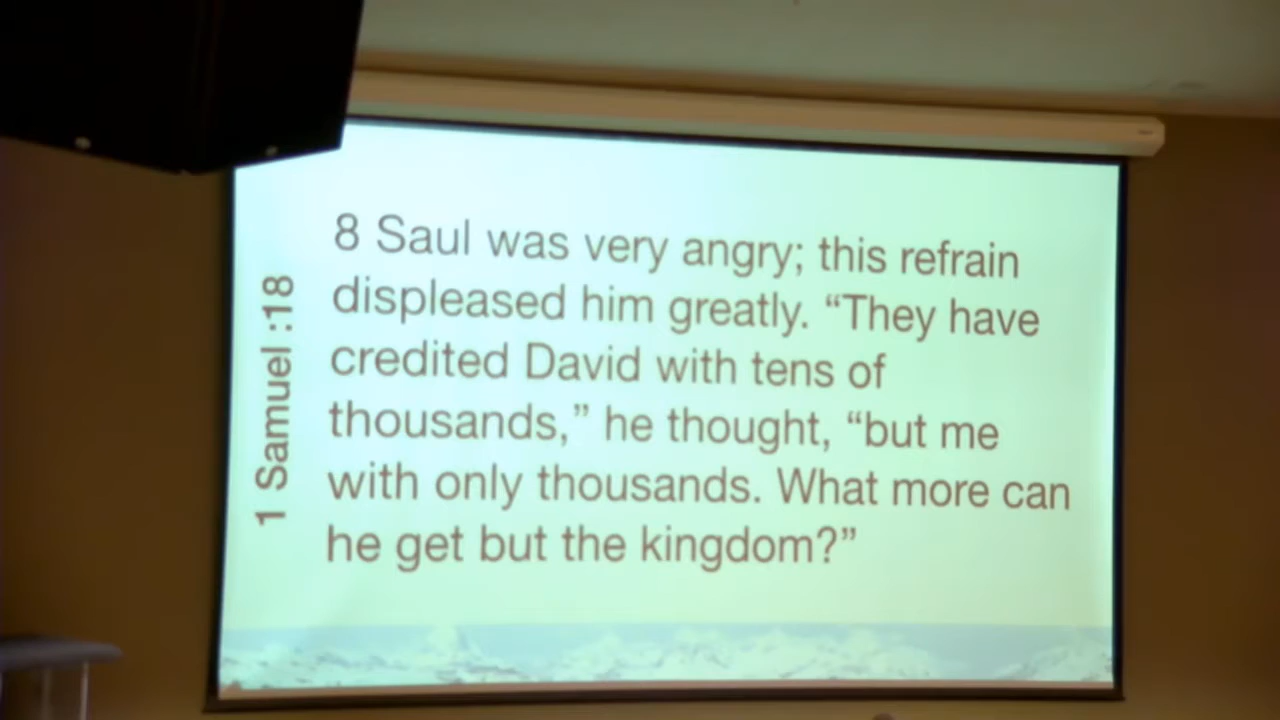 1 Samuel :18
8 Saul was very angry; this refrain
displeased him greatly. “They have
credited David with tens of
thousands,” he thought, “but me
with only thousands. What more can
he get but the kingdom?”